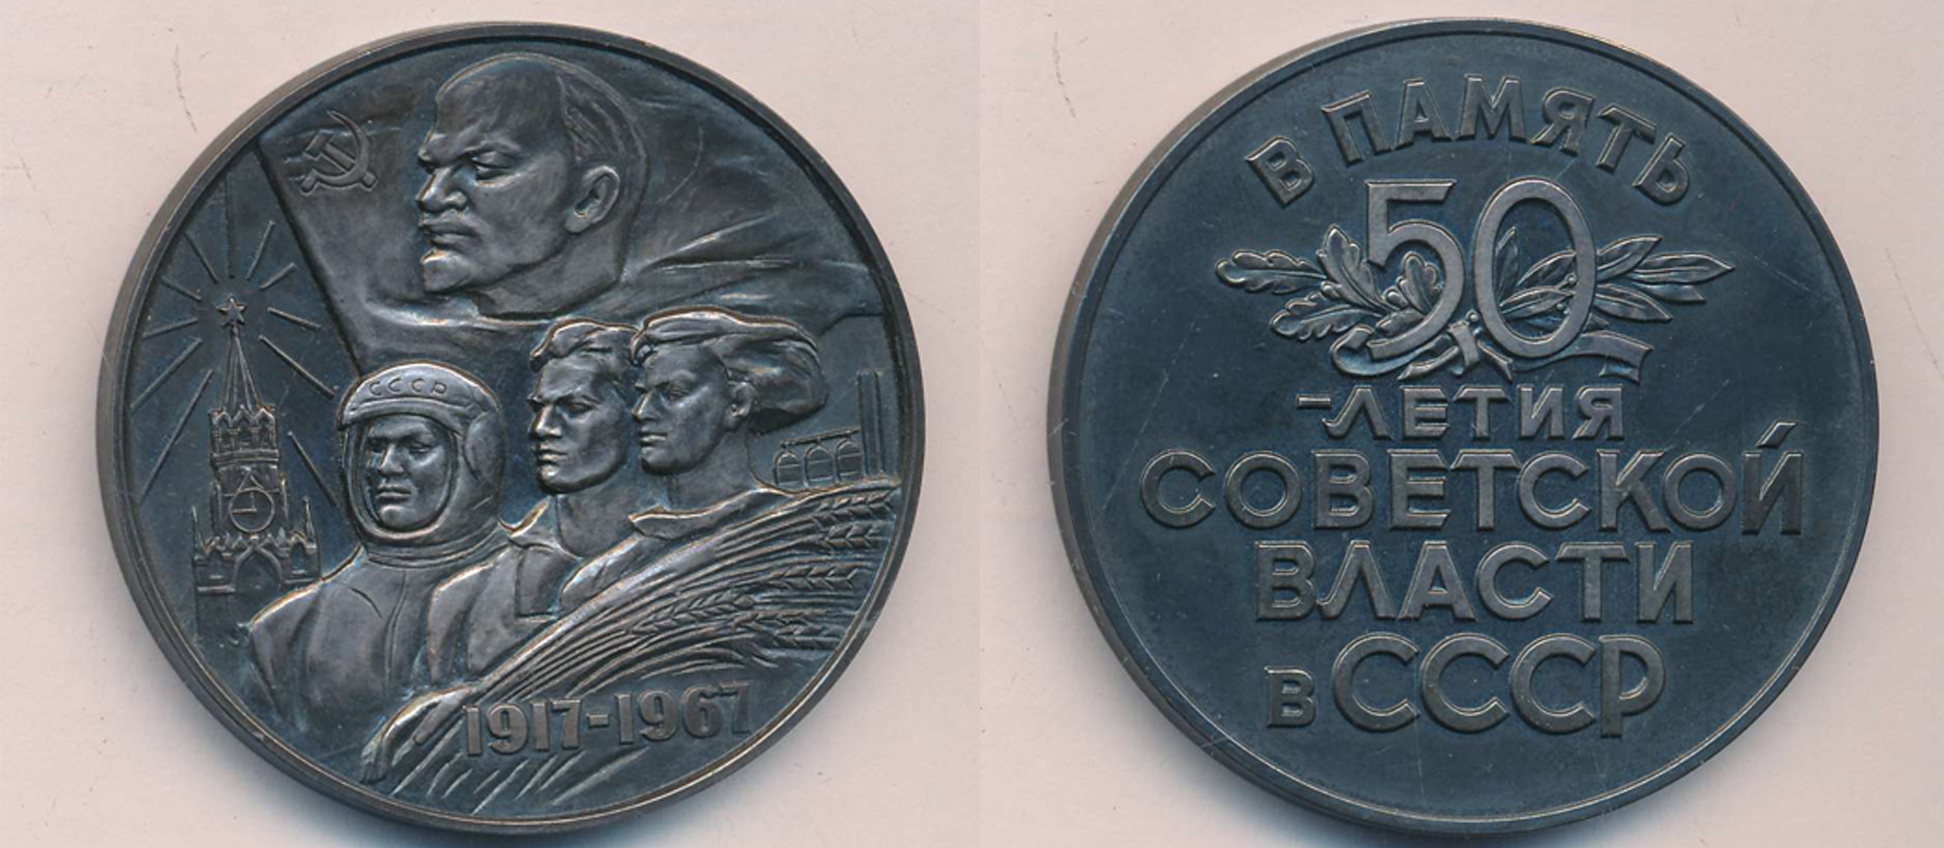 СССР
1917-1967
В ПАМЯТЬ
50
-ЛЕТИЯ
СОВЕТСКОЙ
ВЛАСТИ
в СССР